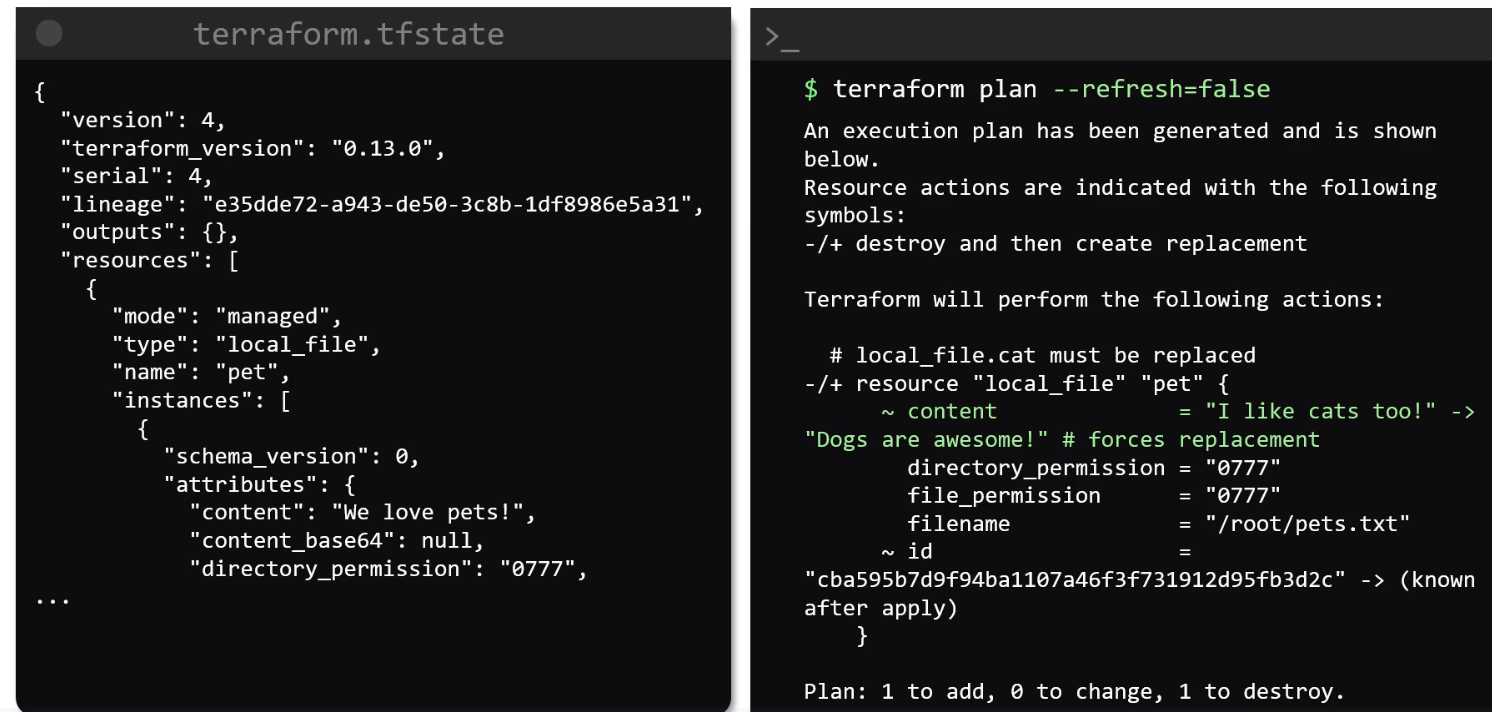 terraform.tfstate
{
"version": 4,
"terraform_version": "0.13.0",
"serial": 4,
"lineage": "e35dde72-a943-de50-3c8b-1df8986e5a31",
"outputs": {},
"resources": [
{
"mode": "managed",
"type": "local_file",
"name": "pet",
"instances": [
{
"schema_version": 0,
"attributes": {
"content": "We love pets!",
"content_base64": null,
"directory_permission": "0777",
...
>_
$ terraform plan --refresh=false
An execution plan has been generated and is shown
below.
Resource actions are indicated with the following
symbols:
-/+ destroy and then create replacement
Terraform will perform the following actions:
# local_file.cat must be replaced
-/+ resource "local_file" "pet" {
~ content = "I like cats too!" ->
"Dogs are awesome!" # forces replacement
directory_permission = "0777"
file_permission = "0777"
filename = "/root/pets.txt"
~ id =
"cba595b7d9f94ba1107a46f3f731912d95fb3d2c" -> (known
after apply)
}
Plan: 1 to add, 0 to change, 1 to destroy.